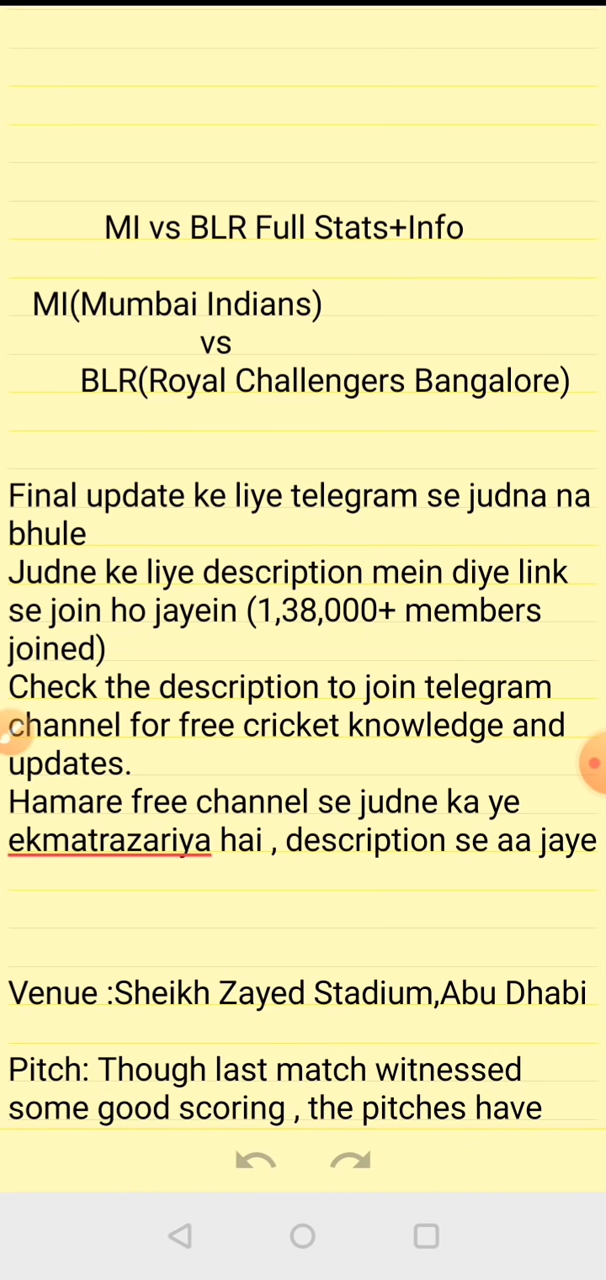 MI vs BLR Full Stats+Info
MI(Mumbai Indians)
vs
BLR(Royal Challengers Bangalore)
Final update ke liye telegram se judna na
bhule
Judne ke liye description mein diye link
se join ho jayein (1,38,000+ members
joined)
Check the description to join telegram
channel for free cricket knowledge and
updates.
Hamare free channel se judne ka ye
ekmatrazariya hai , description se aa jaye
Venue :Sheikh Zayed Stadium,Abu Dhabi
Pitch: Though last match witnessed
some good scoring , the pitches have